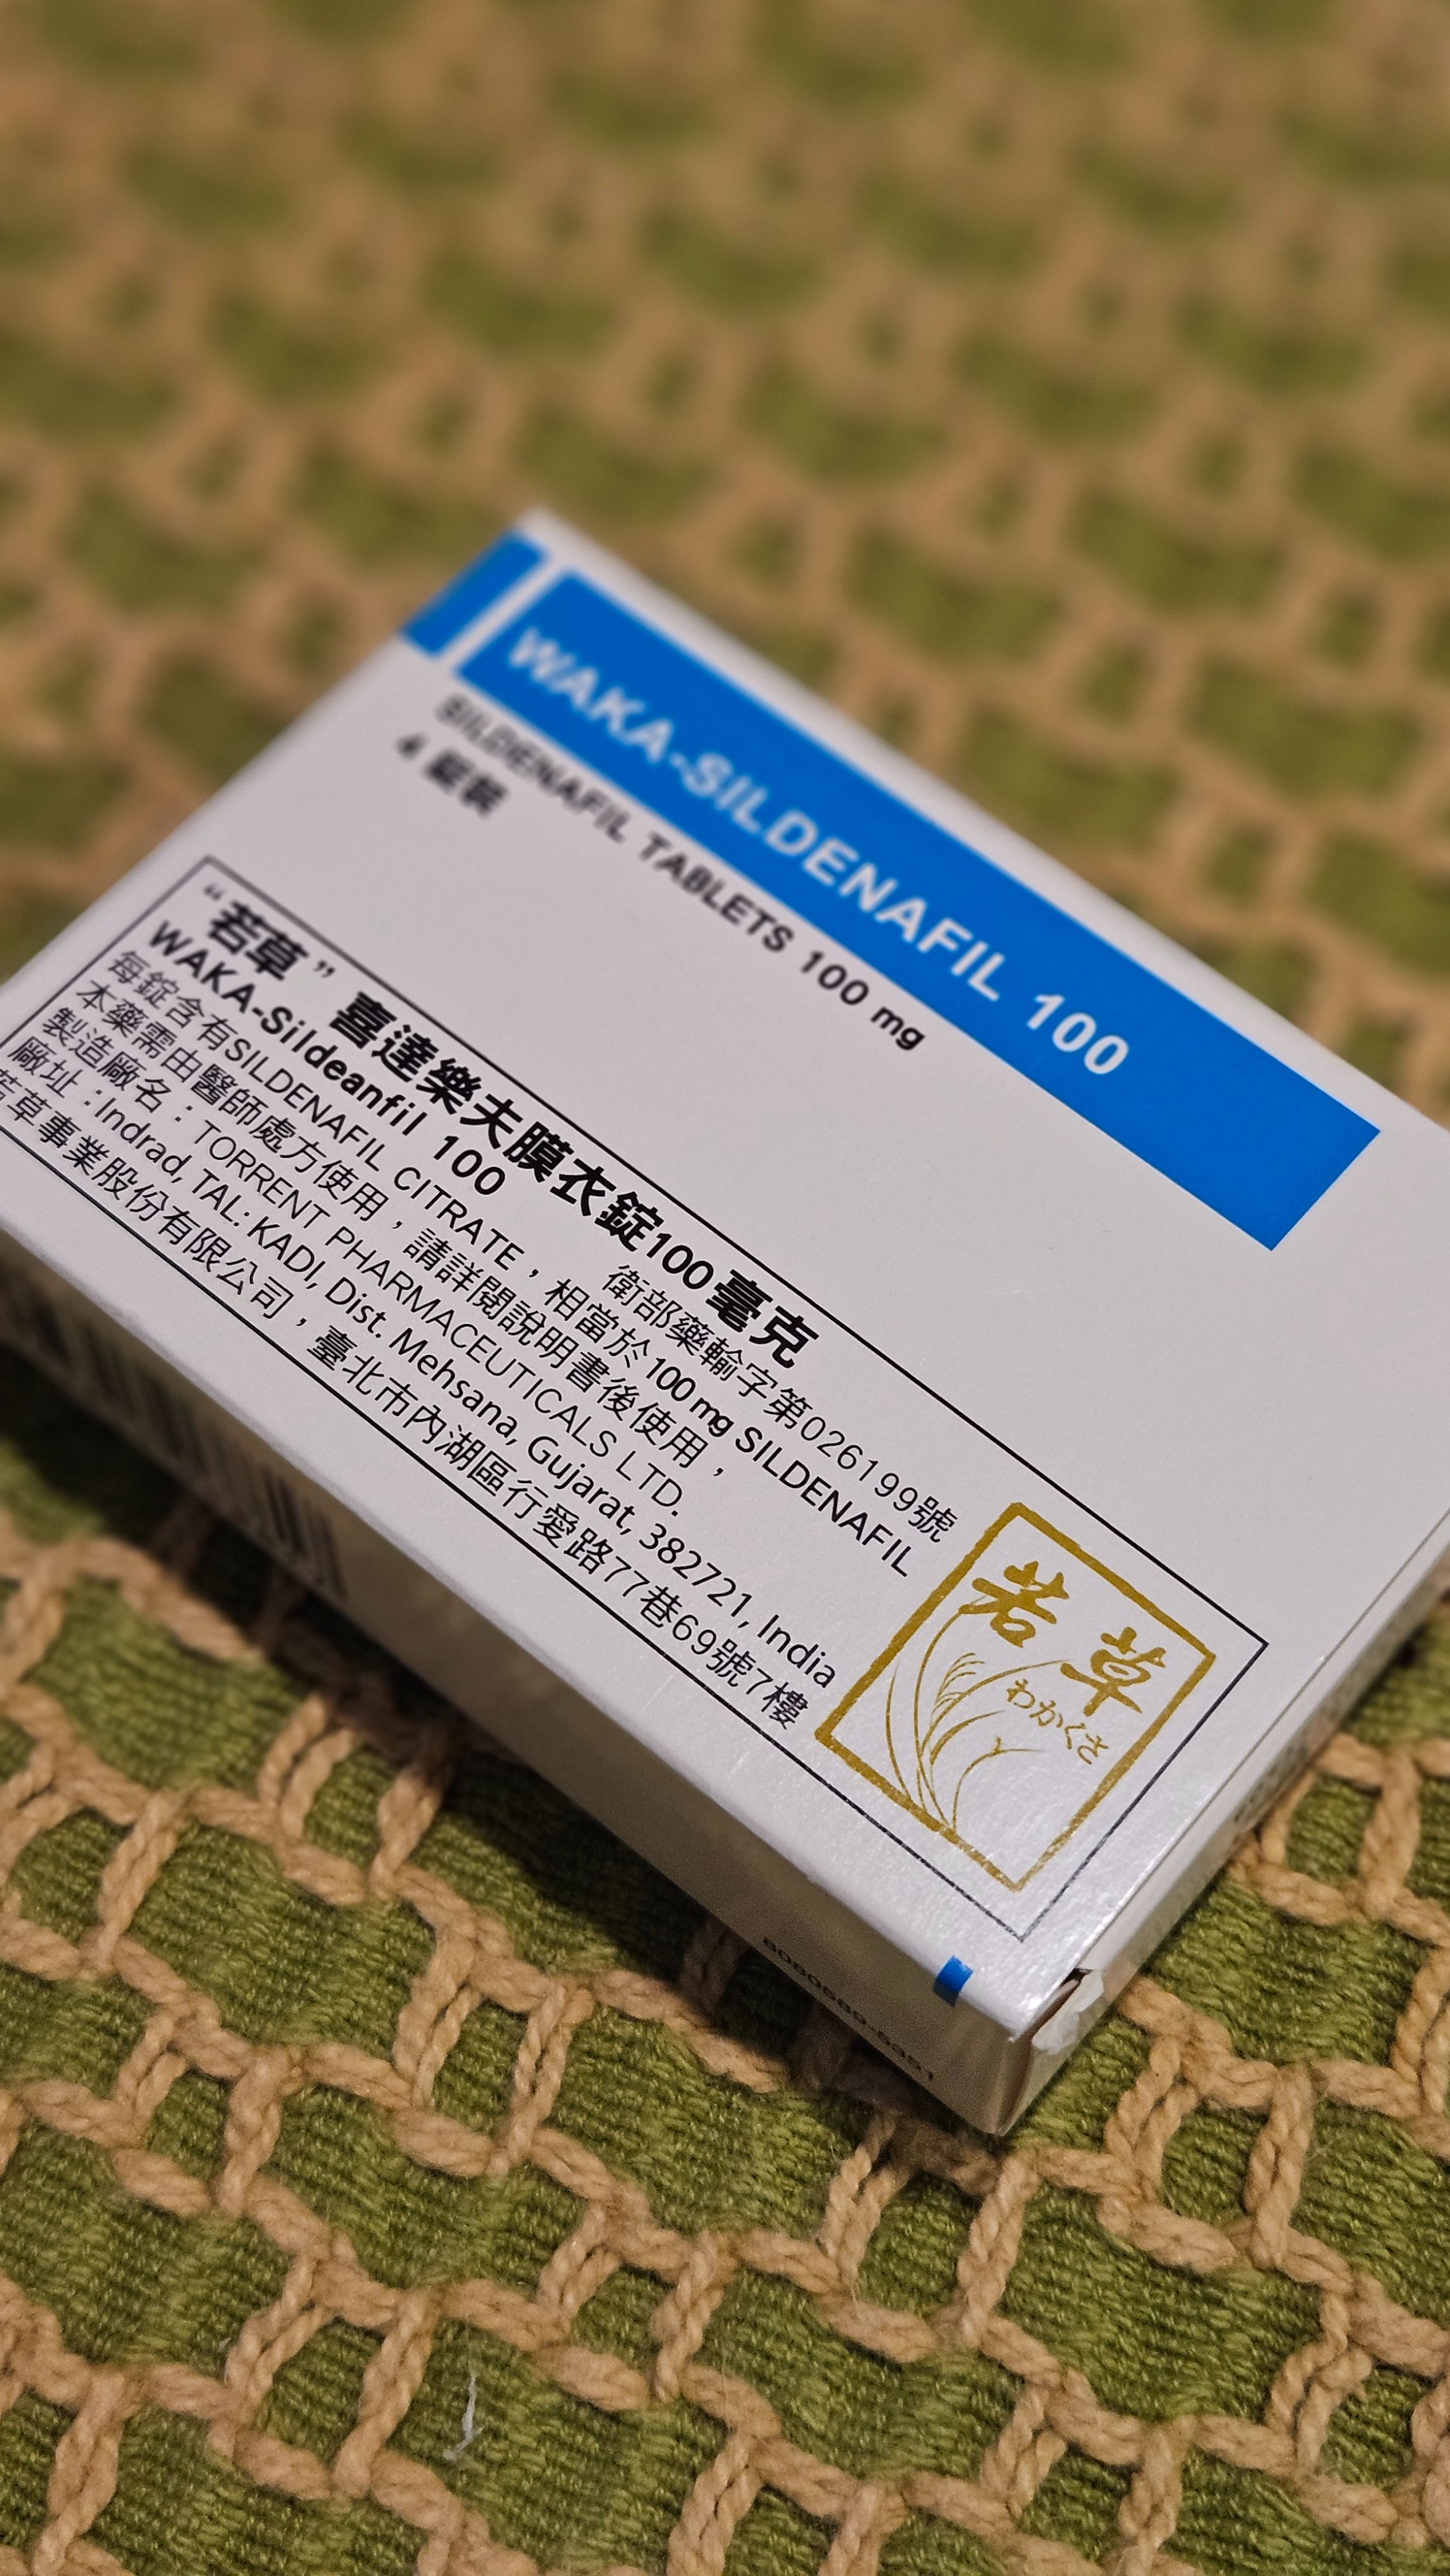 WAKA-SILDENAFIL 100
SILDENAFIL TABLETS 100 mg
4 錠裝
“若草” 喜達樂夫膜衣錠100毫克
WAKA-Sildeanfil 100 衛部藥輸字第026199號
每錠含有SILDENAFIL CITRATE，相當於100mg SILDENAFIL
本藥需由醫師處方使用，請詳閱說明書後使用，
製造廠名：TORRENT PHARMACEUTICALS LTD.
廠址：Indrad, TAL: KADI, Dist. Mehsana, Gujarat, 382721, India
若草事業股份有限公司，臺北市內湖區行愛路77巷69號7樓
若草
わかくさ